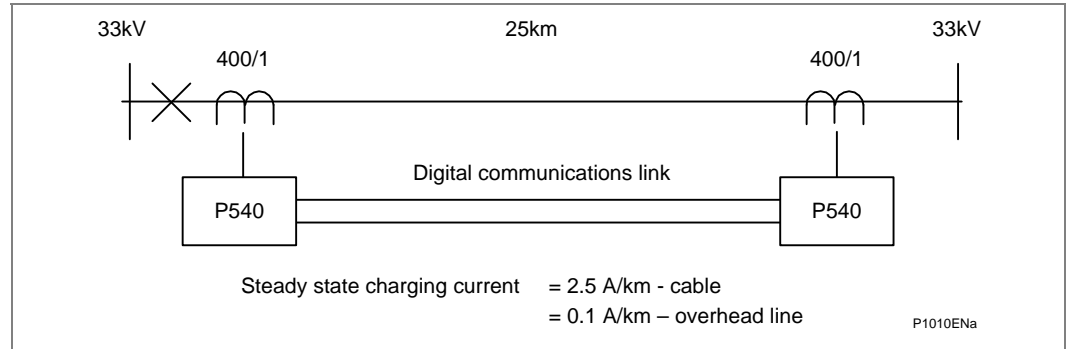 33kV 25km 33kV
400/1 400/1
Digital communications link
P540 P540
Steady state charging current = 2.5 A/km - cable
= 0.1 A/km – overhead line
P1010ENa